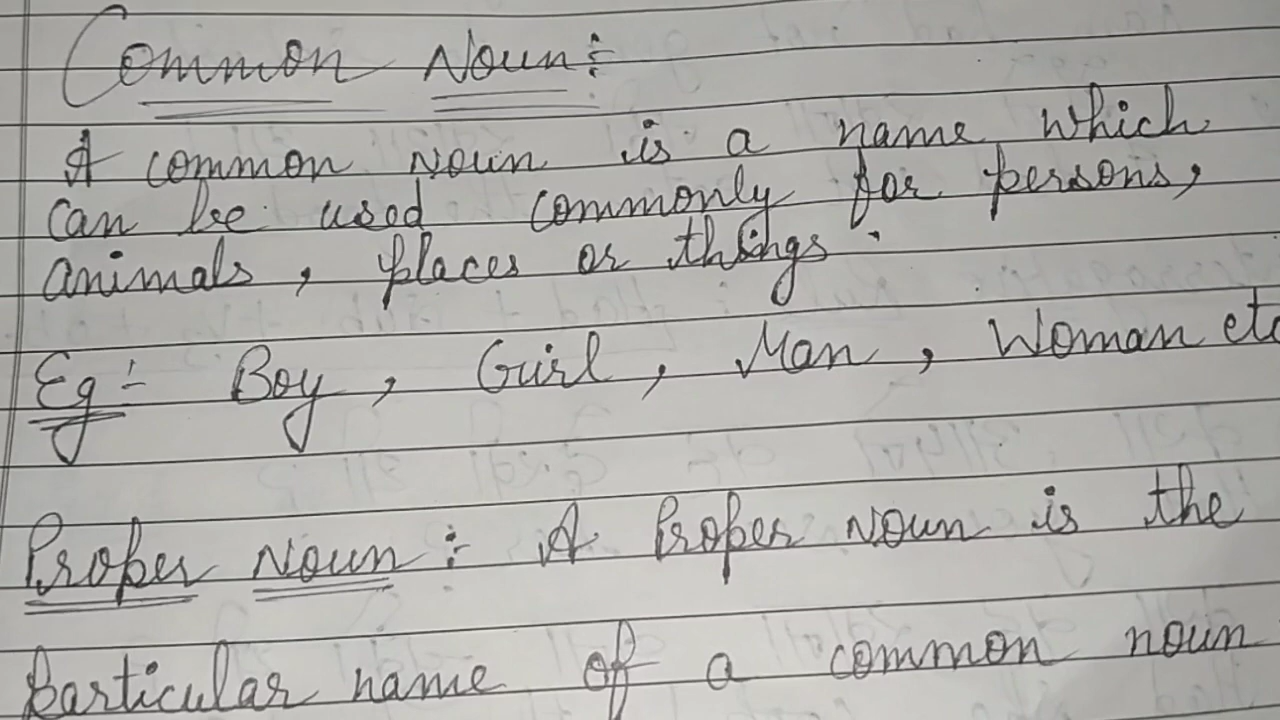 Common Noun :-
A common Noun is a name which
can be used commonly for persons,
animals, places or things.
Eg :- Boy, Girl, Man, Woman etc
Proper Noun :- A Proper Noun is the
Particular name of a common noun